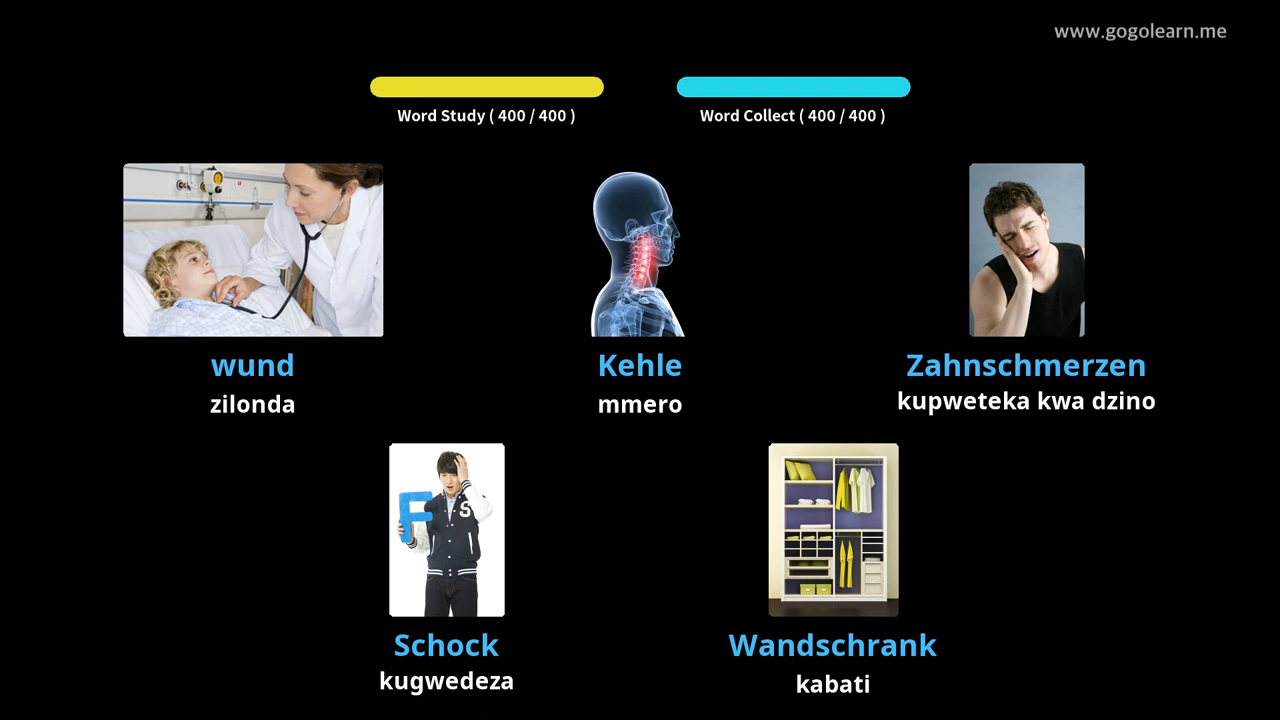 www.gogolearn.me
Word Study ( 400 / 400 )
Word Collect ( 400 / 400 )
wund
zilonda
Kehle
mmero
Zahnschmerzen
kupweteka kwa dzino
F
S
Schock
kugwedeza
Wandschrank
kabati